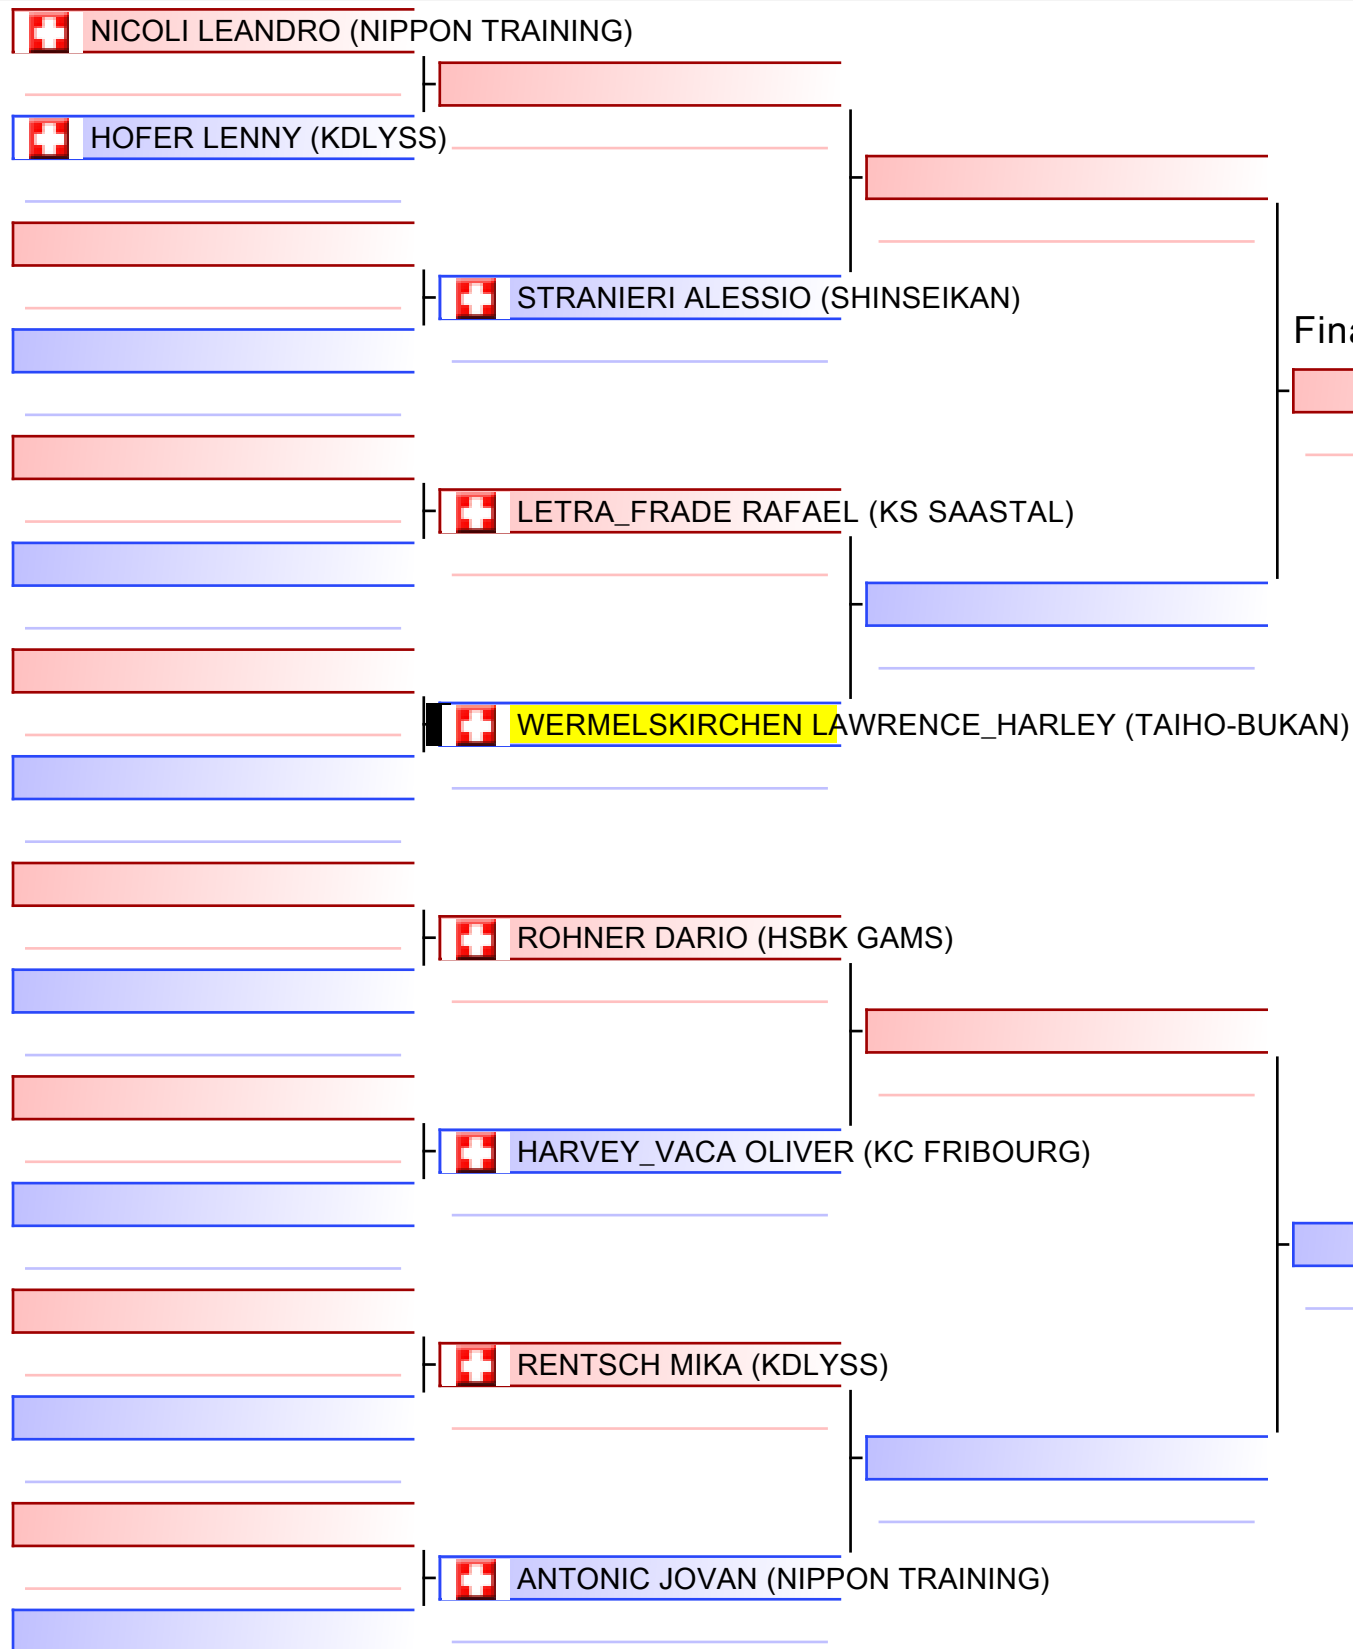 NICOLI LEANDRO (NIPPON TRAINING)
HOFER LENNY (KDLYSS)
STRANIERI ALESSIO (SHINSEIKAN)
Fina
LETRA_FRADE RAFAEL (KS SAASTAL)
WERMELSKIRCHEN LAWRENCE_HARLEY (TAIHO-BUKAN)
ROHNER DARIO (HSBK GAMS)
HARVEY_VACA OLIVER (KC FRIBOURG)
RENTSCH MIKA (KDLYSS)
ANTONIC JOVAN (NIPPON TRAINING)